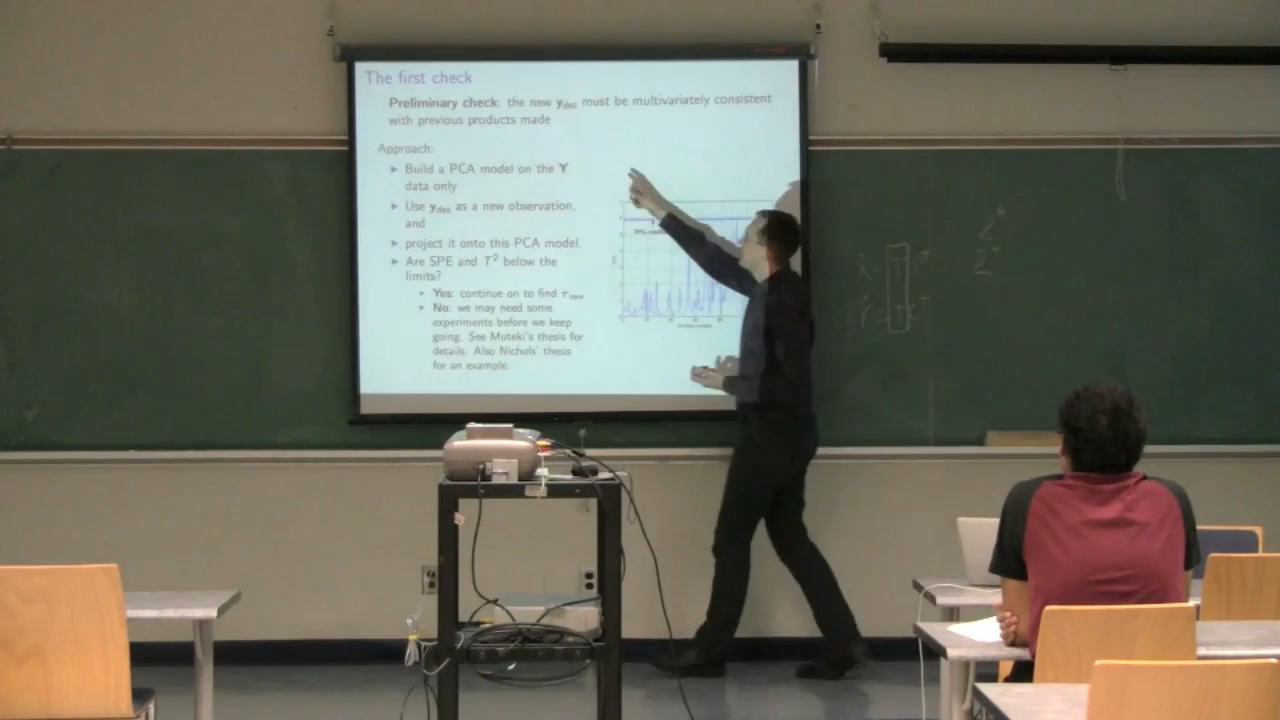 The first check
Preliminary check: the new y_des must be multivariately consistent
with previous products made
Approach:
▸ Build a PCA model on the Y
data only
▸ Use y_des as a new observation,
and
▸ project it onto this PCA model.
▸ Are SPE and T² below the
limits?
▸ Yes: continue on to find τ_new
▸ No: we may need some
experiments before we keep
going. See Muteki's thesis for
details. Also Nichols' thesis
for an example.